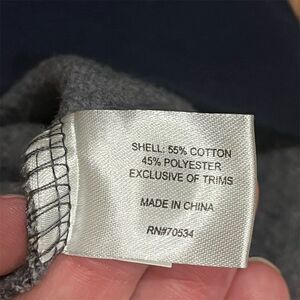 SHELL: 55% COTTON
45% POLYESTER
EXCLUSIVE OF TRIMS
MADE IN CHINA
RN#70534